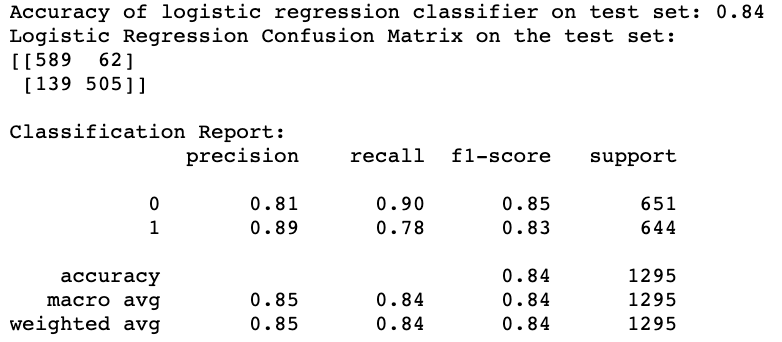 Accuracy of logistic regression classifier on test set: 0.84
Logistic Regression Confusion Matrix on the test set:
[[589  62]
 [139 505]]
Classification Report:
              precision    recall  f1-score   support
           0       0.81      0.90      0.85       651
           1       0.89      0.78      0.83       644
    accuracy                           0.84      1295
   macro avg       0.85      0.84      0.84      1295
weighted avg       0.85      0.84      0.84      1295